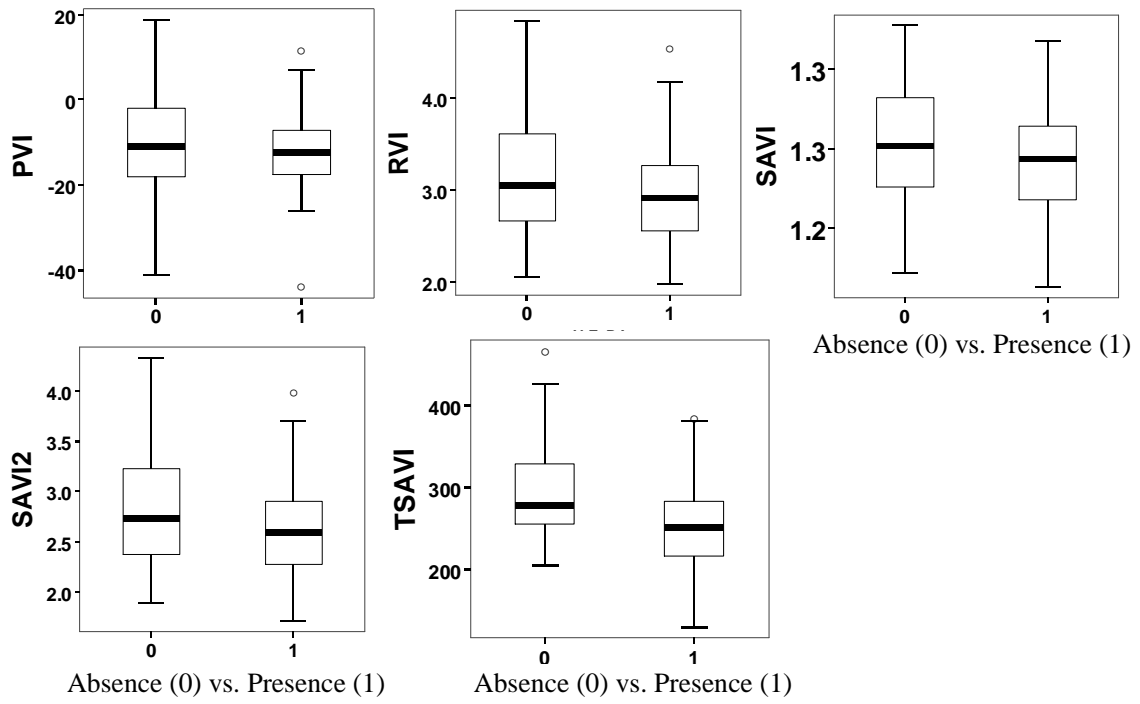 PVI
20
0
-20
-40
0 1
RVI
4.0
3.0
2.0
0 1
SAVI
1.3
1.3
1.2
0 1
Absence (0) vs. Presence (1)
SAVI2
4.0
3.5
3.0
2.5
2.0
0 1
Absence (0) vs. Presence (1)
TSAVI
400
300
200
0 1
Absence (0) vs. Presence (1)